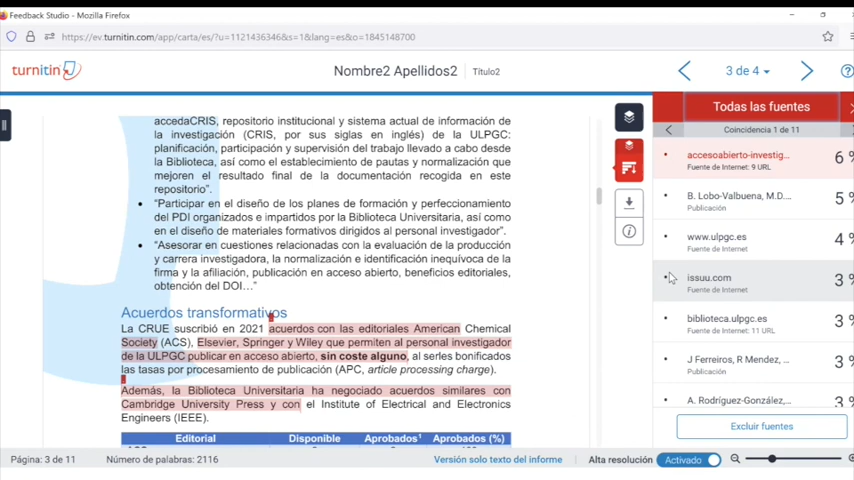 Feedback Studio - Mozilla Firefox
https://ev.turnitin.com/app/carta/es/?u=1121436346&s=1&lang=es&o=1845148700
turnitin
Nombre2 Apellidos2
Título2
3 de 4
accedaCRIS, repositorio institucional y sistema actual de información
de la investigación (CRIS, por sus siglas en inglés) de la ULPGC:
planificación, participación y supervisión del trabajo llevado a cabo desde
la Biblioteca, así como el establecimiento de pautas y normalización que
mejoren el resultado final de la documentación recogida en este
repositorio”.
• “Participar en el diseño de los planes de formación y perfeccionamiento
del PDI organizados e impartidos por la Biblioteca Universitaria, así como
en el diseño de materiales formativos dirigidos al personal investigador”.
• “Asesorar en cuestiones relacionadas con la evaluación de la producción
y carrera investigadora, la normalización e identificación inequívoca de la
firma y la afiliación, publicación en acceso abierto, beneficios editoriales,
obtención del DOI…”
Acuerdos transformativos
La CRUE suscribió en 2021 acuerdos con las editoriales American Chemical
Society (ACS), Elsevier, Springer y Wiley que permiten al personal investigador
de la ULPGC publicar en acceso abierto, sin coste alguno, al serles bonificados
las tasas por procesamiento de publicación (APC, article processing charge).
Además, la Biblioteca Universitaria ha negociado acuerdos similares con
Cambridge University Press y con el Institute of Electrical and Electronics
Engineers (IEEE).
Editorial Disponible Aprobados1 Aprobados (%)
Todas las fuentes
Coincidencia 1 de 11
accesoabierto-investig... 6 %
Fuente de Internet: 9 URL
B. Lobo-Valbuena, M.D.... 5 %
Publicación
www.ulpgc.es 4 %
Fuente de Internet
issuu.com 3 %
Fuente de Internet
biblioteca.ulpgc.es 3 %
Fuente de Internet: 11 URL
J Ferreiros, R Mendez, ... 3 %
Publicación
A. Rodríguez-González,... 3 %
Excluir fuentes
Página: 3 de 11
Número de palabras: 2116
Versión solo texto del informe
Alta resolución
Activado